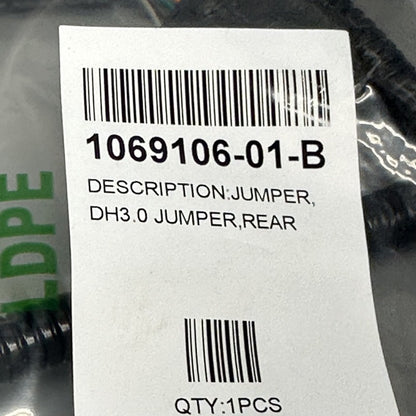 1069106-01-B
DESCRIPTION:JUMPER,
DH3.0 JUMPER,REAR
QTY:1PCS
LDPE